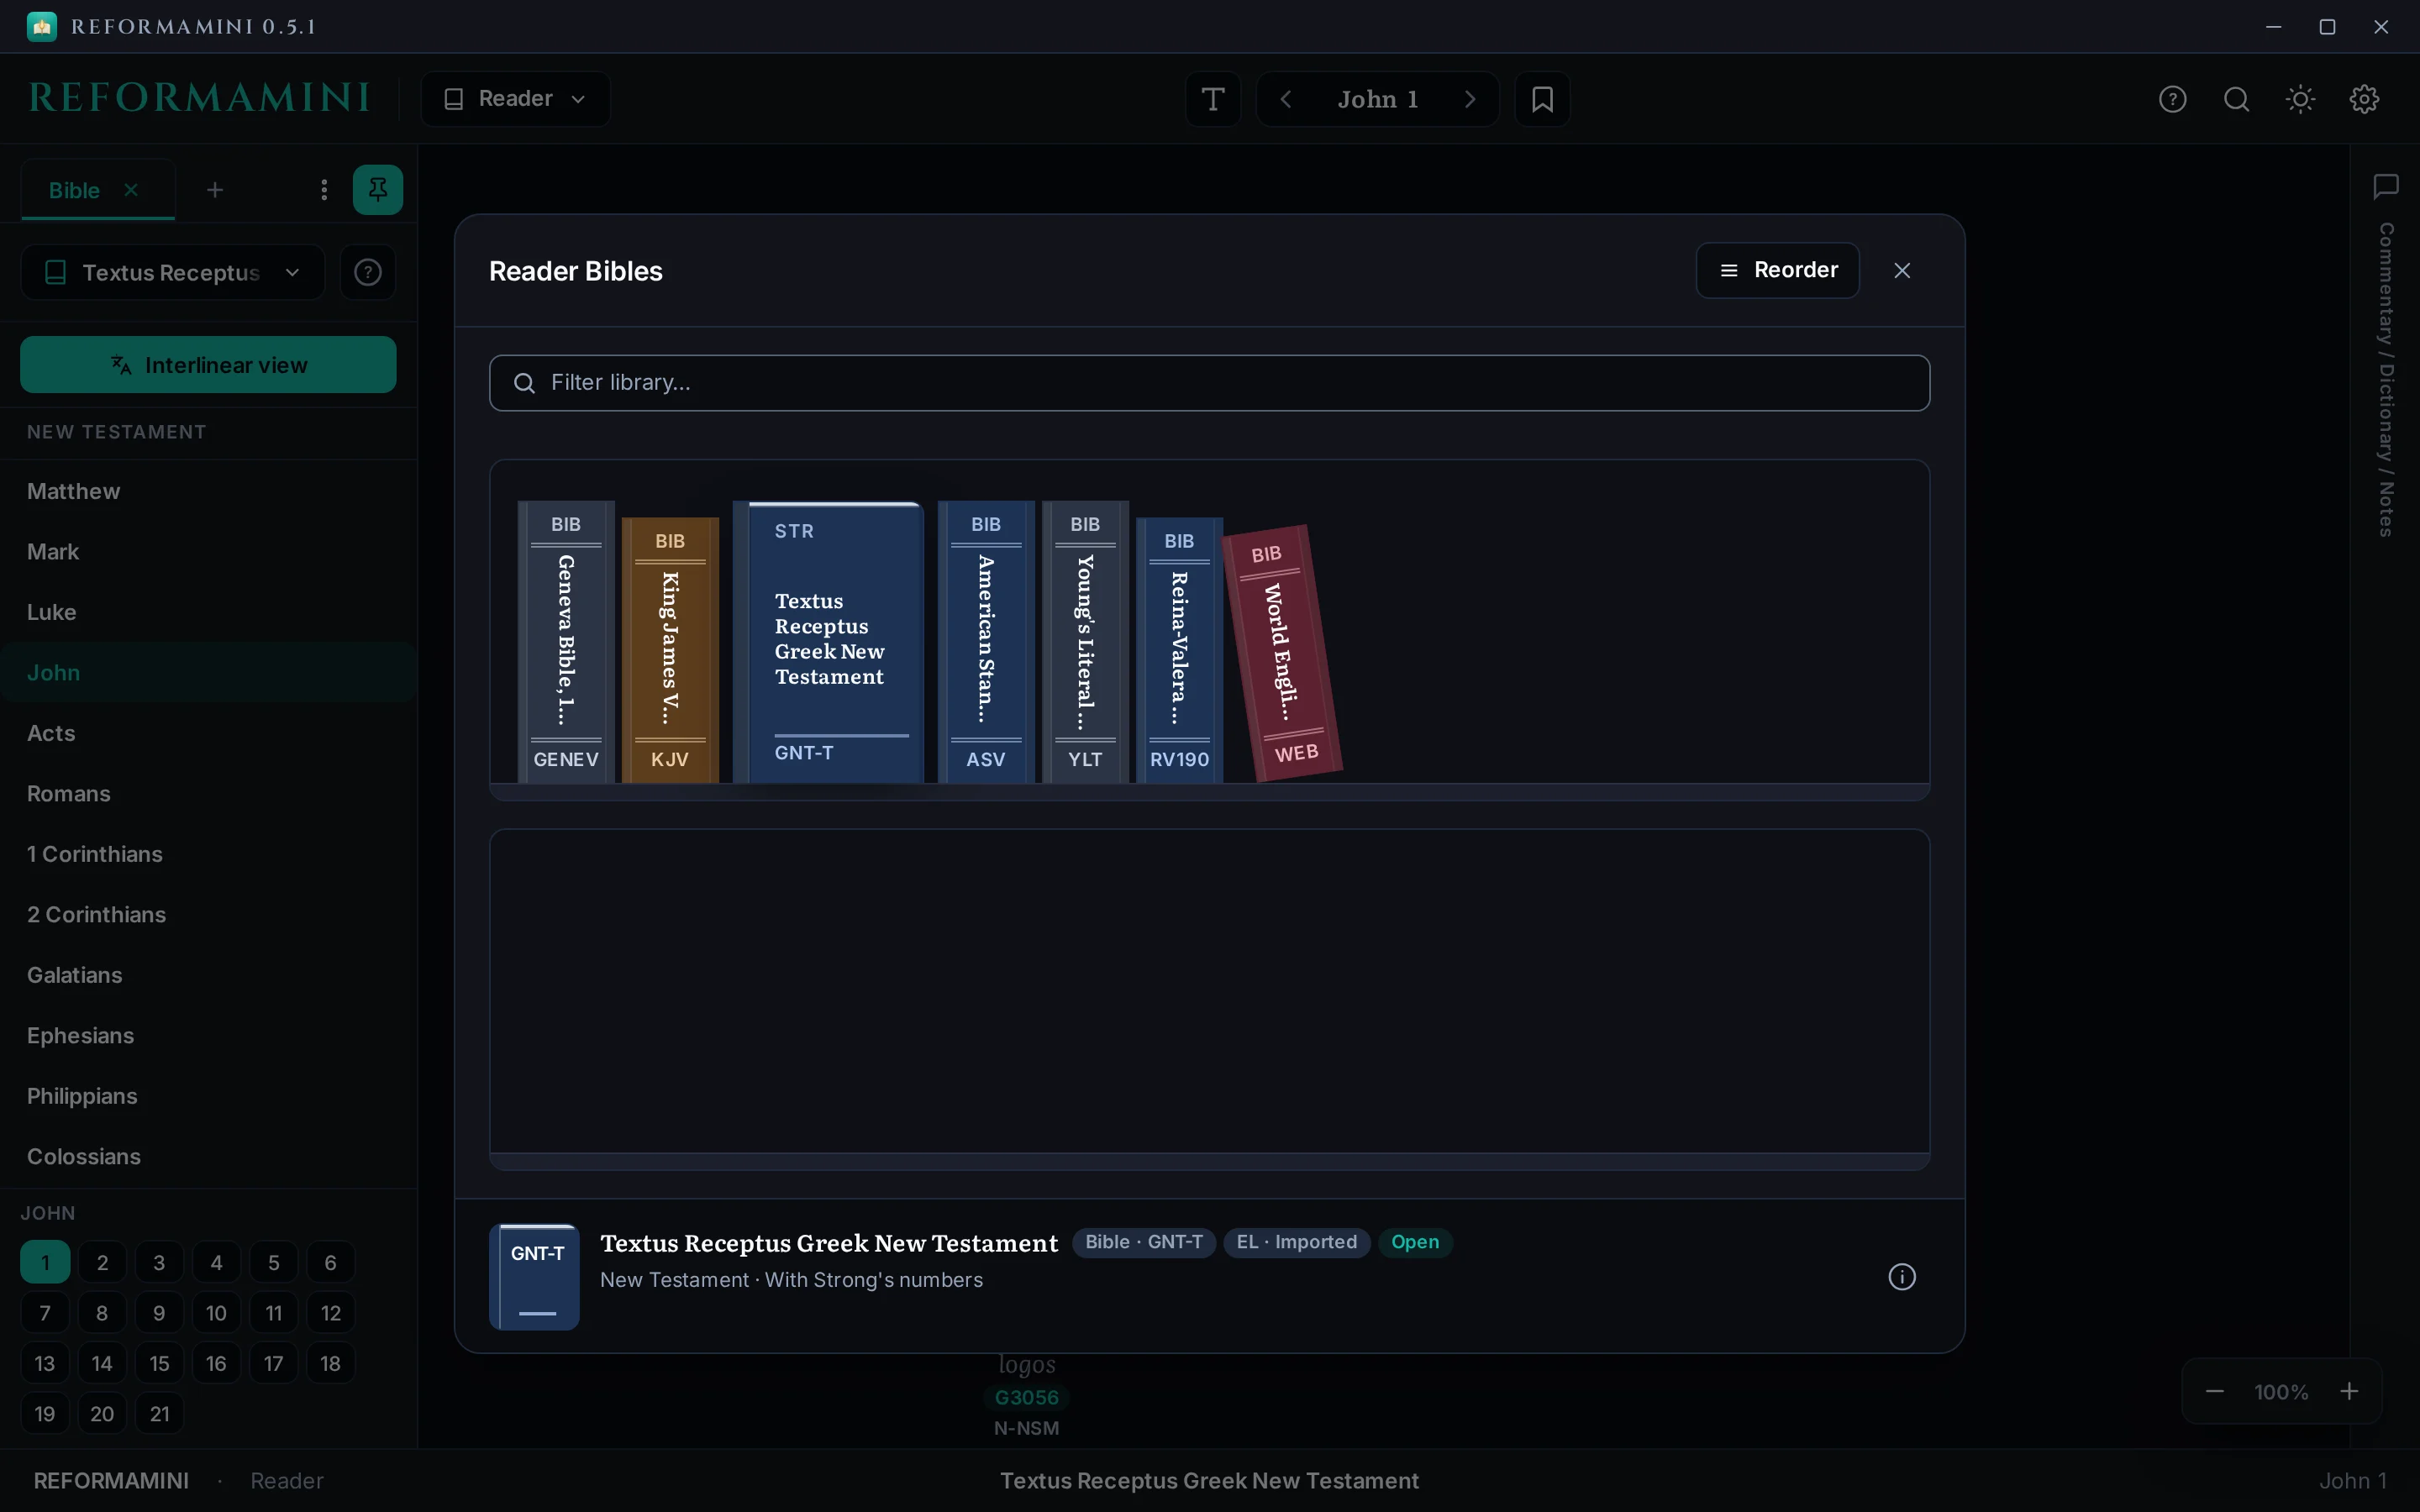 REFORMAMINI 0.5.1
REFORMAMINI
Reader
John 1
Bible
Textus Receptus
Interlinear view
NEW TESTAMENT
Matthew
Mark
Luke
John
Acts
Romans
1 Corinthians
2 Corinthians
Galatians
Ephesians
Philippians
Colossians
JOHN
1 2 3 4 5 6
7 8 9 10 11 12
13 14 15 16 17 18
19 20 21
Reader Bibles
Reorder
Filter library...
BIB
Geneva Bible, 1...
GENEV
BIB
King James V...
KJV
STR
Textus
Receptus
Greek New
Testament
GNT-T
BIB
American Stan...
ASV
BIB
Young's Literal ...
YLT
BIB
Reina-Valera ...
RV190
BIB
World Engli...
WEB
GNT-T
Textus Receptus Greek New Testament
Bible · GNT-T
EL · Imported
Open
New Testament · With Strong's numbers
logos
G3056
N-NSM
Commentary / Dictionary / Notes
100%
REFORMAMINI · Reader
Textus Receptus Greek New Testament
John 1